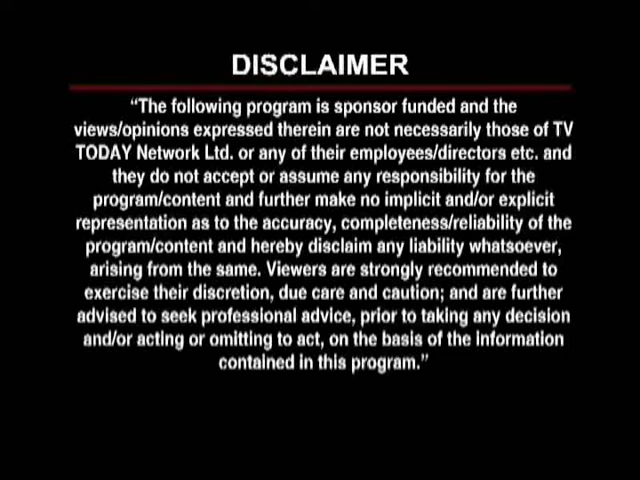 DISCLAIMER
“The following program is sponsor funded and the
views/opinions expressed therein are not necessarily those of TV
TODAY Network Ltd. or any of their employees/directors etc. and
they do not accept or assume any responsibility for the
program/content and further make no implicit and/or explicit
representation as to the accuracy, completeness/reliability of the
program/content and hereby disclaim any liability whatsoever,
arising from the same. Viewers are strongly recommended to
exercise their discretion, due care and caution; and are further
advised to seek professional advice, prior to taking any decision
and/or acting or omitting to act, on the basis of the information
contained in this program.”